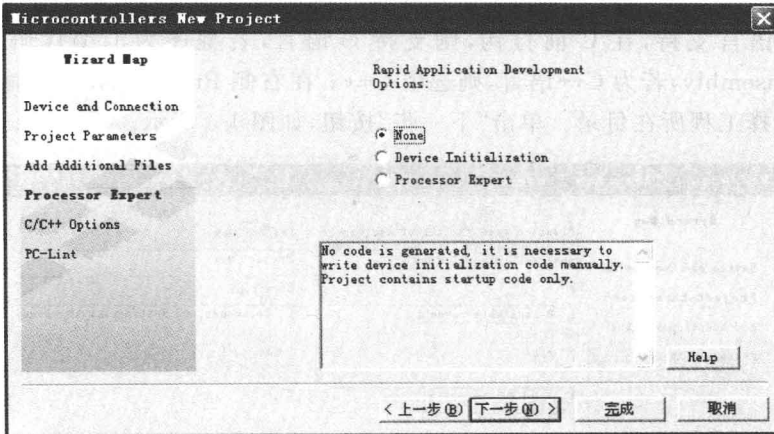 Microcontrollers New Project
Wizard Map
Device and Connection
Project Parameters
Add Additional Files
Processor Expert
C/C++ Options
PC-Lint
Rapid Application Development
Options:
None
Device Initialization
Processor Expert
No code is generated, it is necessary to
write device initialization code manually.
Project contains startup code only.
Help
< 上一步(B)
下一步(N) >
完成
取消